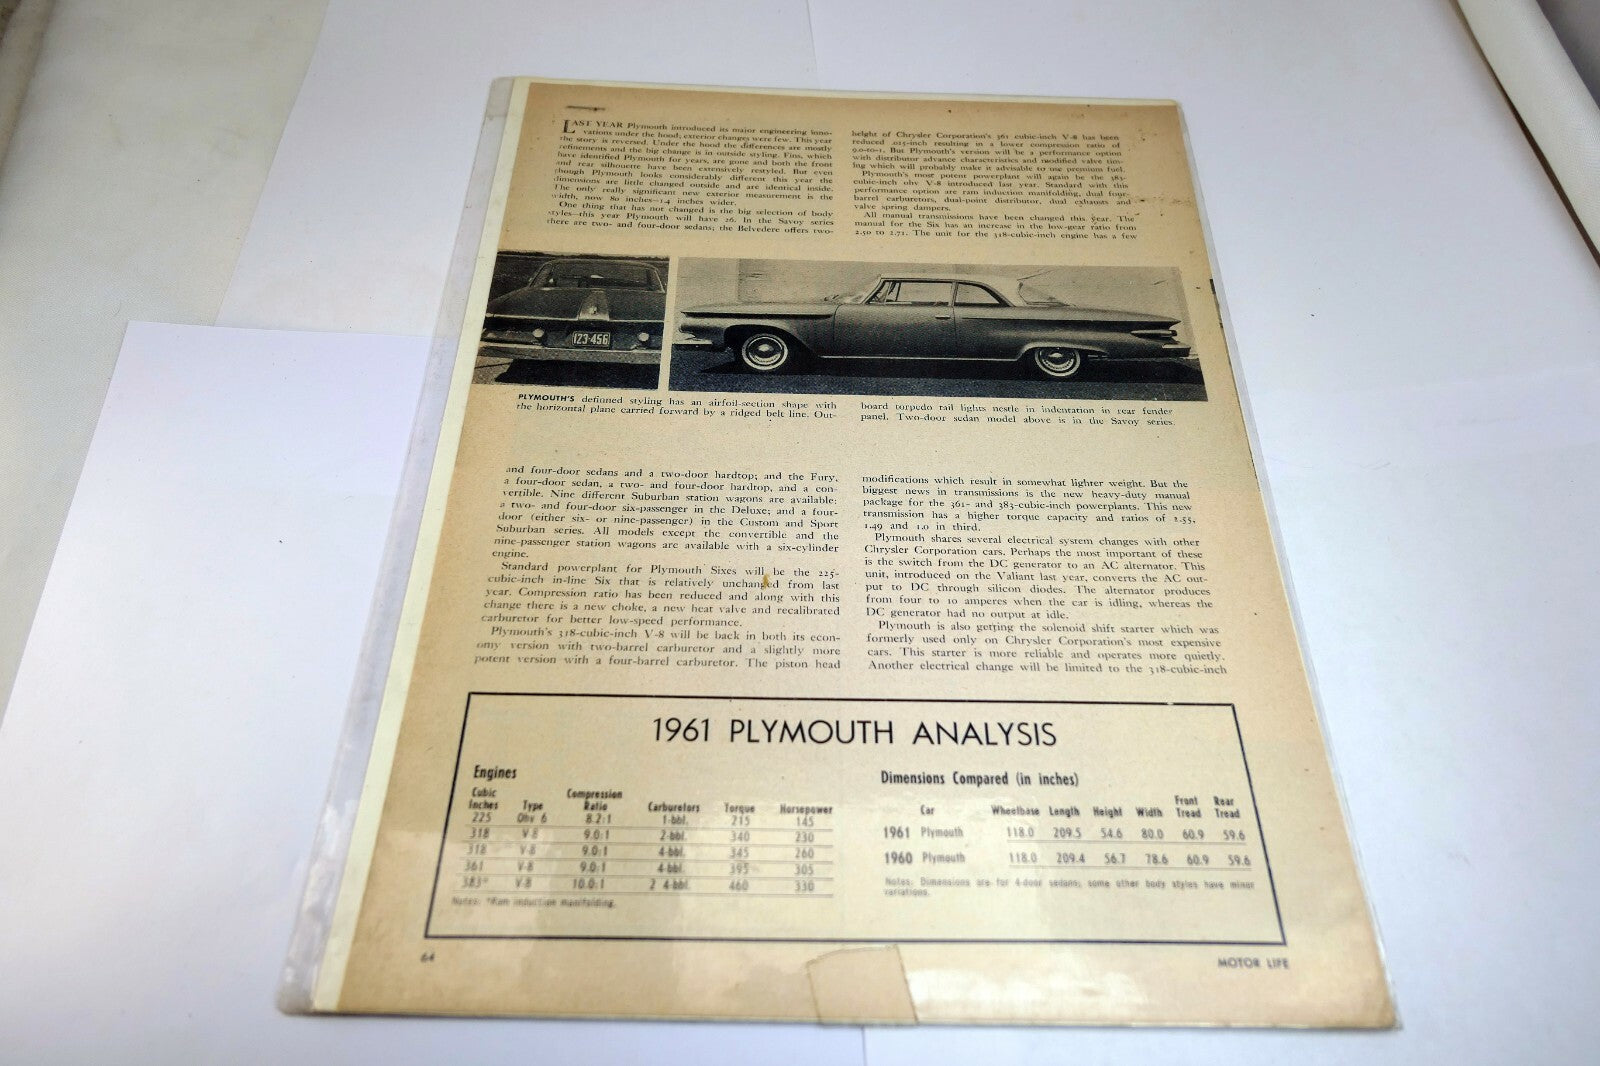 LAST YEAR Plymouth introduced its major engineering inno-
vations under the hood; exterior changes were few. This year
the story is reversed. Under the hood the differences are mostly
refinements and the big change is in outside styling. Fins, which
have identified Plymouth for years, are gone and both the front
and rear silhouette have been extensively restyled. But even
though Plymouth looks considerably different this year the
dimensions are little changed outside and are identical inside.
The only really significant new exterior measurement is the
width, now 80 inches—1.4 inches wider.
One thing that has not changed is the big selection of body
styles—this year Plymouth will have 26. In the Savoy series
there are two- and four-door sedans; the Belvedere offers two-
height of Chrysler Corporation's 361 cubic-inch V-8 has been
reduced .015-inch resulting in a lower compression ratio of
9.0-to-1. But Plymouth's version will be a performance option
with distributor advance characteristics and modified valve tim-
ing which will probably make it advisable to use premium fuel.
Plymouth's most potent powerplant will again be the 383-
cubic-inch ohv V-8 introduced last year. Standard with this
performance option are ram induction manifolding, dual four-
barrel carburetors, dual-point distributor, dual exhausts and
valve spring dampers.
All manual transmissions have been changed this year. The
manual for the Six has an increase in the low-gear ratio from
2.50 to 2.71. The unit for the 318-cubic-inch engine has a few
123-456
PLYMOUTH'S definned styling has an airfoil-section shape with
the horizontal plane carried forward by a ridged belt line. Out-
board torpedo tail lights nestle in indentation in rear fender
panel. Two-door sedan model above is in the Savoy series.
and four-door sedans and a two-door hardtop; and the Fury,
a four-door sedan, a two- and four-door hardtop, and a con-
vertible. Nine different Suburban station wagons are available:
a two- and four-door six-passenger in the Deluxe; and a four-
door (either six- or nine-passenger) in the Custom and Sport
Suburban series. All models except the convertible and the
nine-passenger station wagons are available with a six-cylinder
engine.
Standard powerplant for Plymouth Sixes will be the 225-
cubic-inch in-line Six that is relatively unchanged from last
year. Compression ratio has been reduced and along with this
change there is a new choke, a new heat valve and recalibrated
carburetor for better low-speed performance.
Plymouth's 318-cubic-inch V-8 will be back in both its econ-
omy version with two-barrel carburetor and a slightly more
potent version with a four-barrel carburetor. The piston head
modifications which result in somewhat lighter weight. But the
biggest news in transmissions is the new heavy-duty manual
package for the 361- and 383-cubic-inch powerplants. This new
transmission has a higher torque capacity and ratios of 2.55,
1.49 and 1.0 in third.
Plymouth shares several electrical system changes with other
Chrysler Corporation cars. Perhaps the most important of these
is the switch from the DC generator to an AC alternator. This
unit, introduced on the Valiant last year, converts the AC out-
put to DC through silicon diodes. The alternator produces
from four to 10 amperes when the car is idling, whereas the
DC generator had no output at idle.
Plymouth is also getting the solenoid shift starter which was
formerly used only on Chrysler Corporation's most expensive
cars. This starter is more reliable and operates more quietly.
Another electrical change will be limited to the 318-cubic-inch
1961 PLYMOUTH ANALYSIS
Engines
Cubic Inches Type Compression Ratio Carburetors Torque Horsepower
225 Ohv 6 8.2:1 1-bbl. 215 145
318 V-8 9.0:1 2-bbl. 340 230
318 V-8 9.0:1 4-bbl. 345 260
361 V-8 9.0:1 4-bbl. 395 305
383* V-8 10.0:1 2 4-bbl. 460 330
Notes: *Ram induction manifolding.
Dimensions Compared (in inches)
Car Wheelbase Length Height Width Front Tread Rear Tread
1961 Plymouth 118.0 209.5 54.6 80.0 60.9 59.6
1960 Plymouth 118.0 209.4 56.7 78.6 60.9 59.6
Notes: Dimensions are for 4-door sedans; some other body styles have minor
variations.
64
MOTOR LIFE